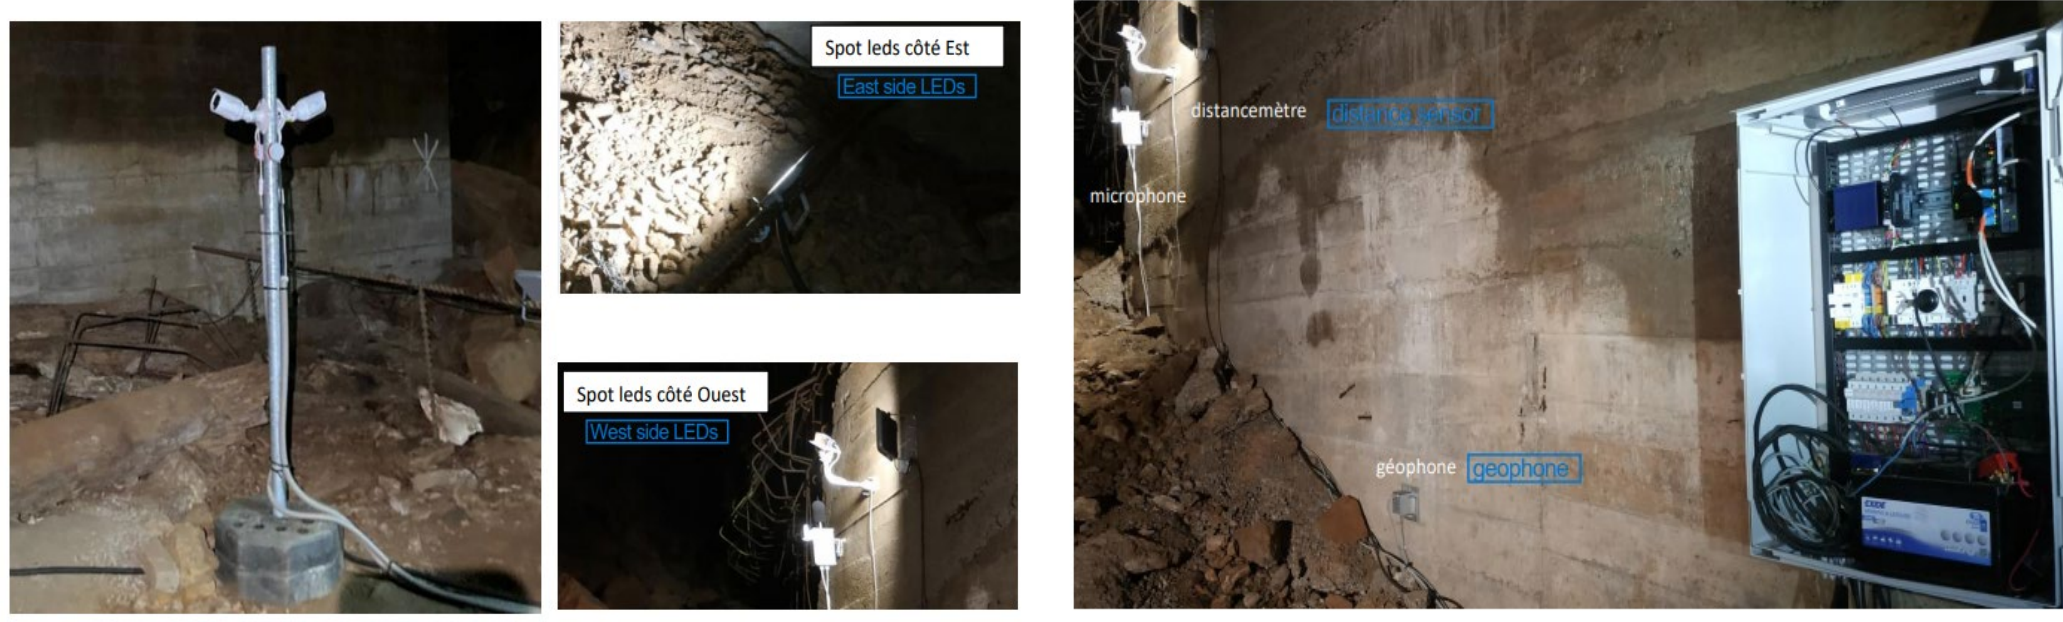 Spot leds côté Est
East side LEDs
Spot leds côté Ouest
West side LEDs
distancemètre
distance sensor
microphone
géophone
geophone
EXIDE